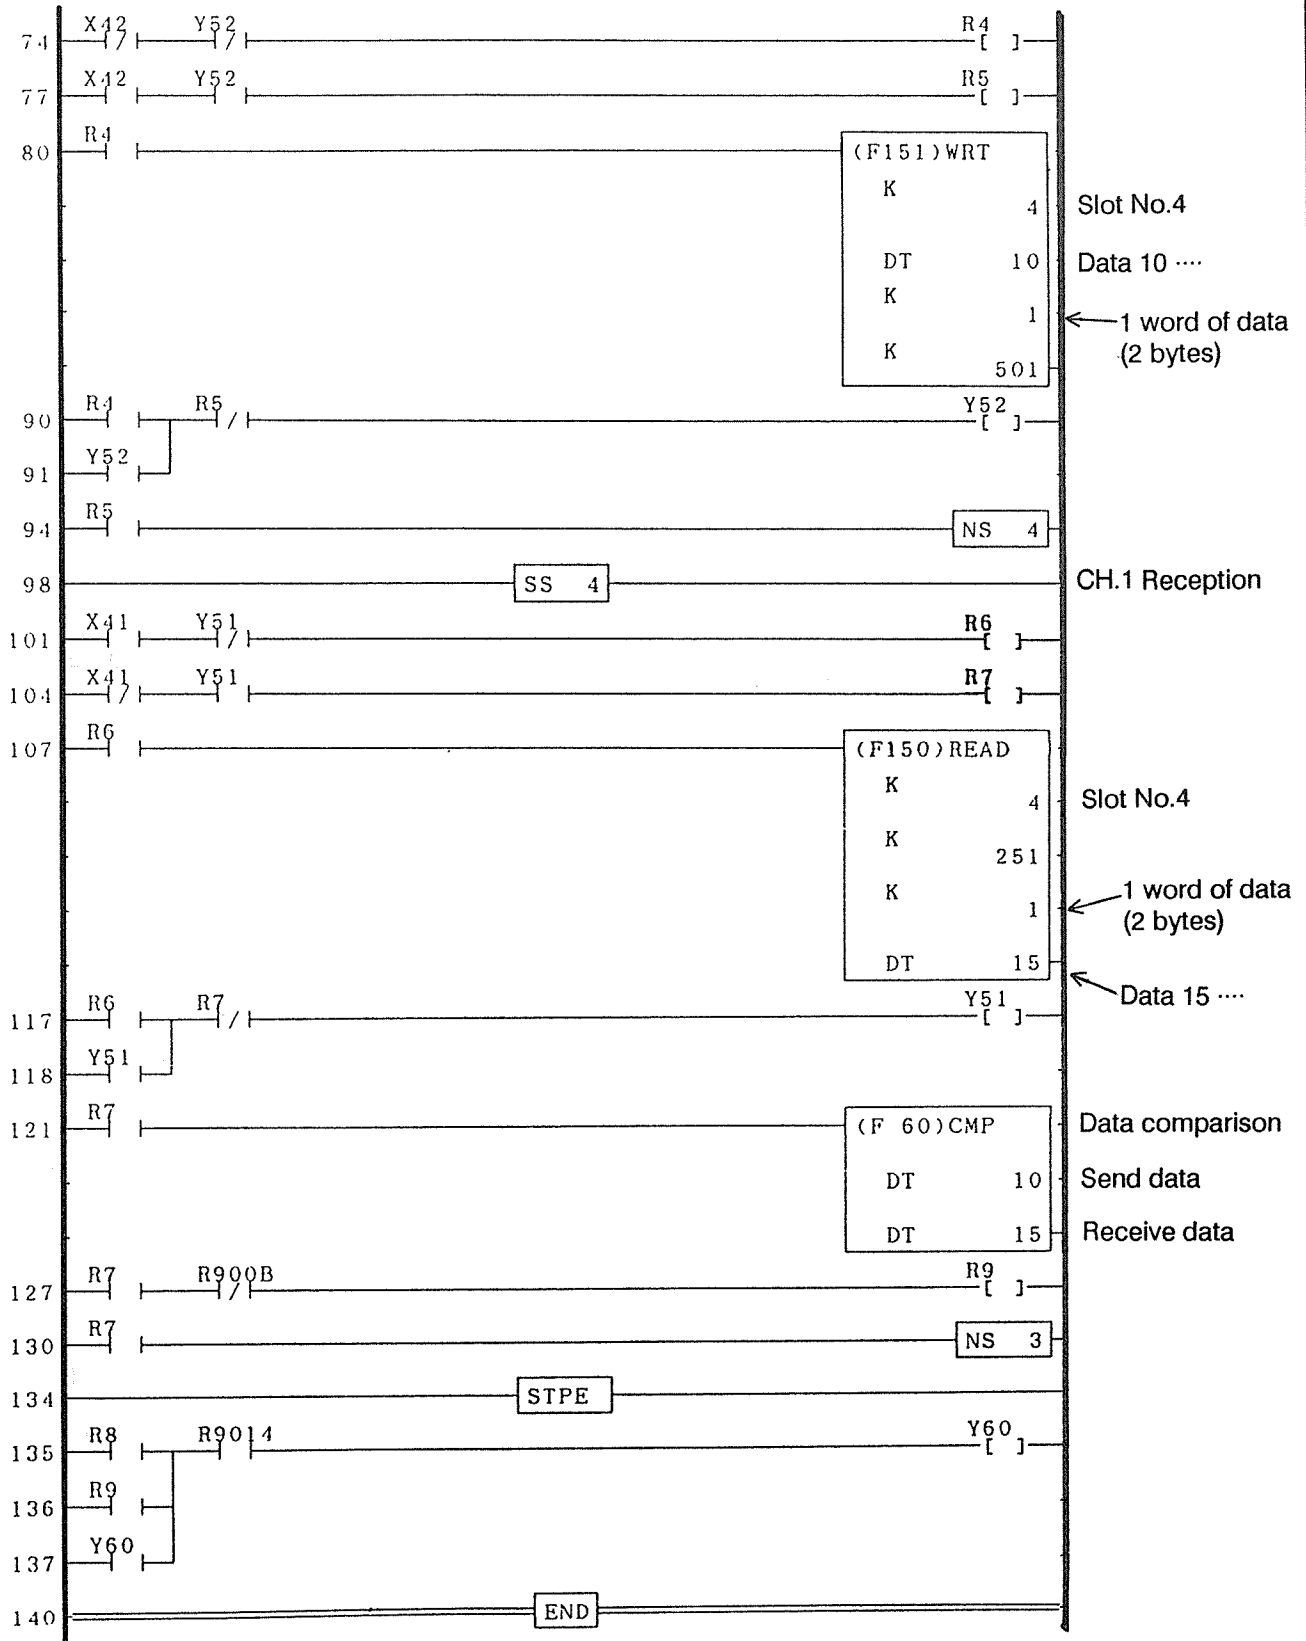 X42 Y52 R4
74 [ ]
X42 Y52 R5
77 [ ]
R4
80 (F151)WRT
K
4 Slot No.4
DT 10 Data 10 ····
K
1 1 word of data
(2 bytes)
K
501
R4 R5 Y52
90 [ ]
Y52
91
R5
94 NS 4
98 SS 4 CH.1 Reception
X41 Y51 R6
101 [ ]
X41 Y51 R7
104 [ ]
R6
107 (F150)READ
K
4 Slot No.4
K
251
K
1 1 word of data
(2 bytes)
DT 15
Data 15 ····
R6 R7 Y51
117 [ ]
Y51
118
R7
121 (F 60)CMP Data comparison
DT 10 Send data
DT 15 Receive data
R7 R900B R9
127 [ ]
R7
130 NS 3
134 STPE
R8 R9014 Y60
135 [ ]
R9
136
Y60
137
140 END